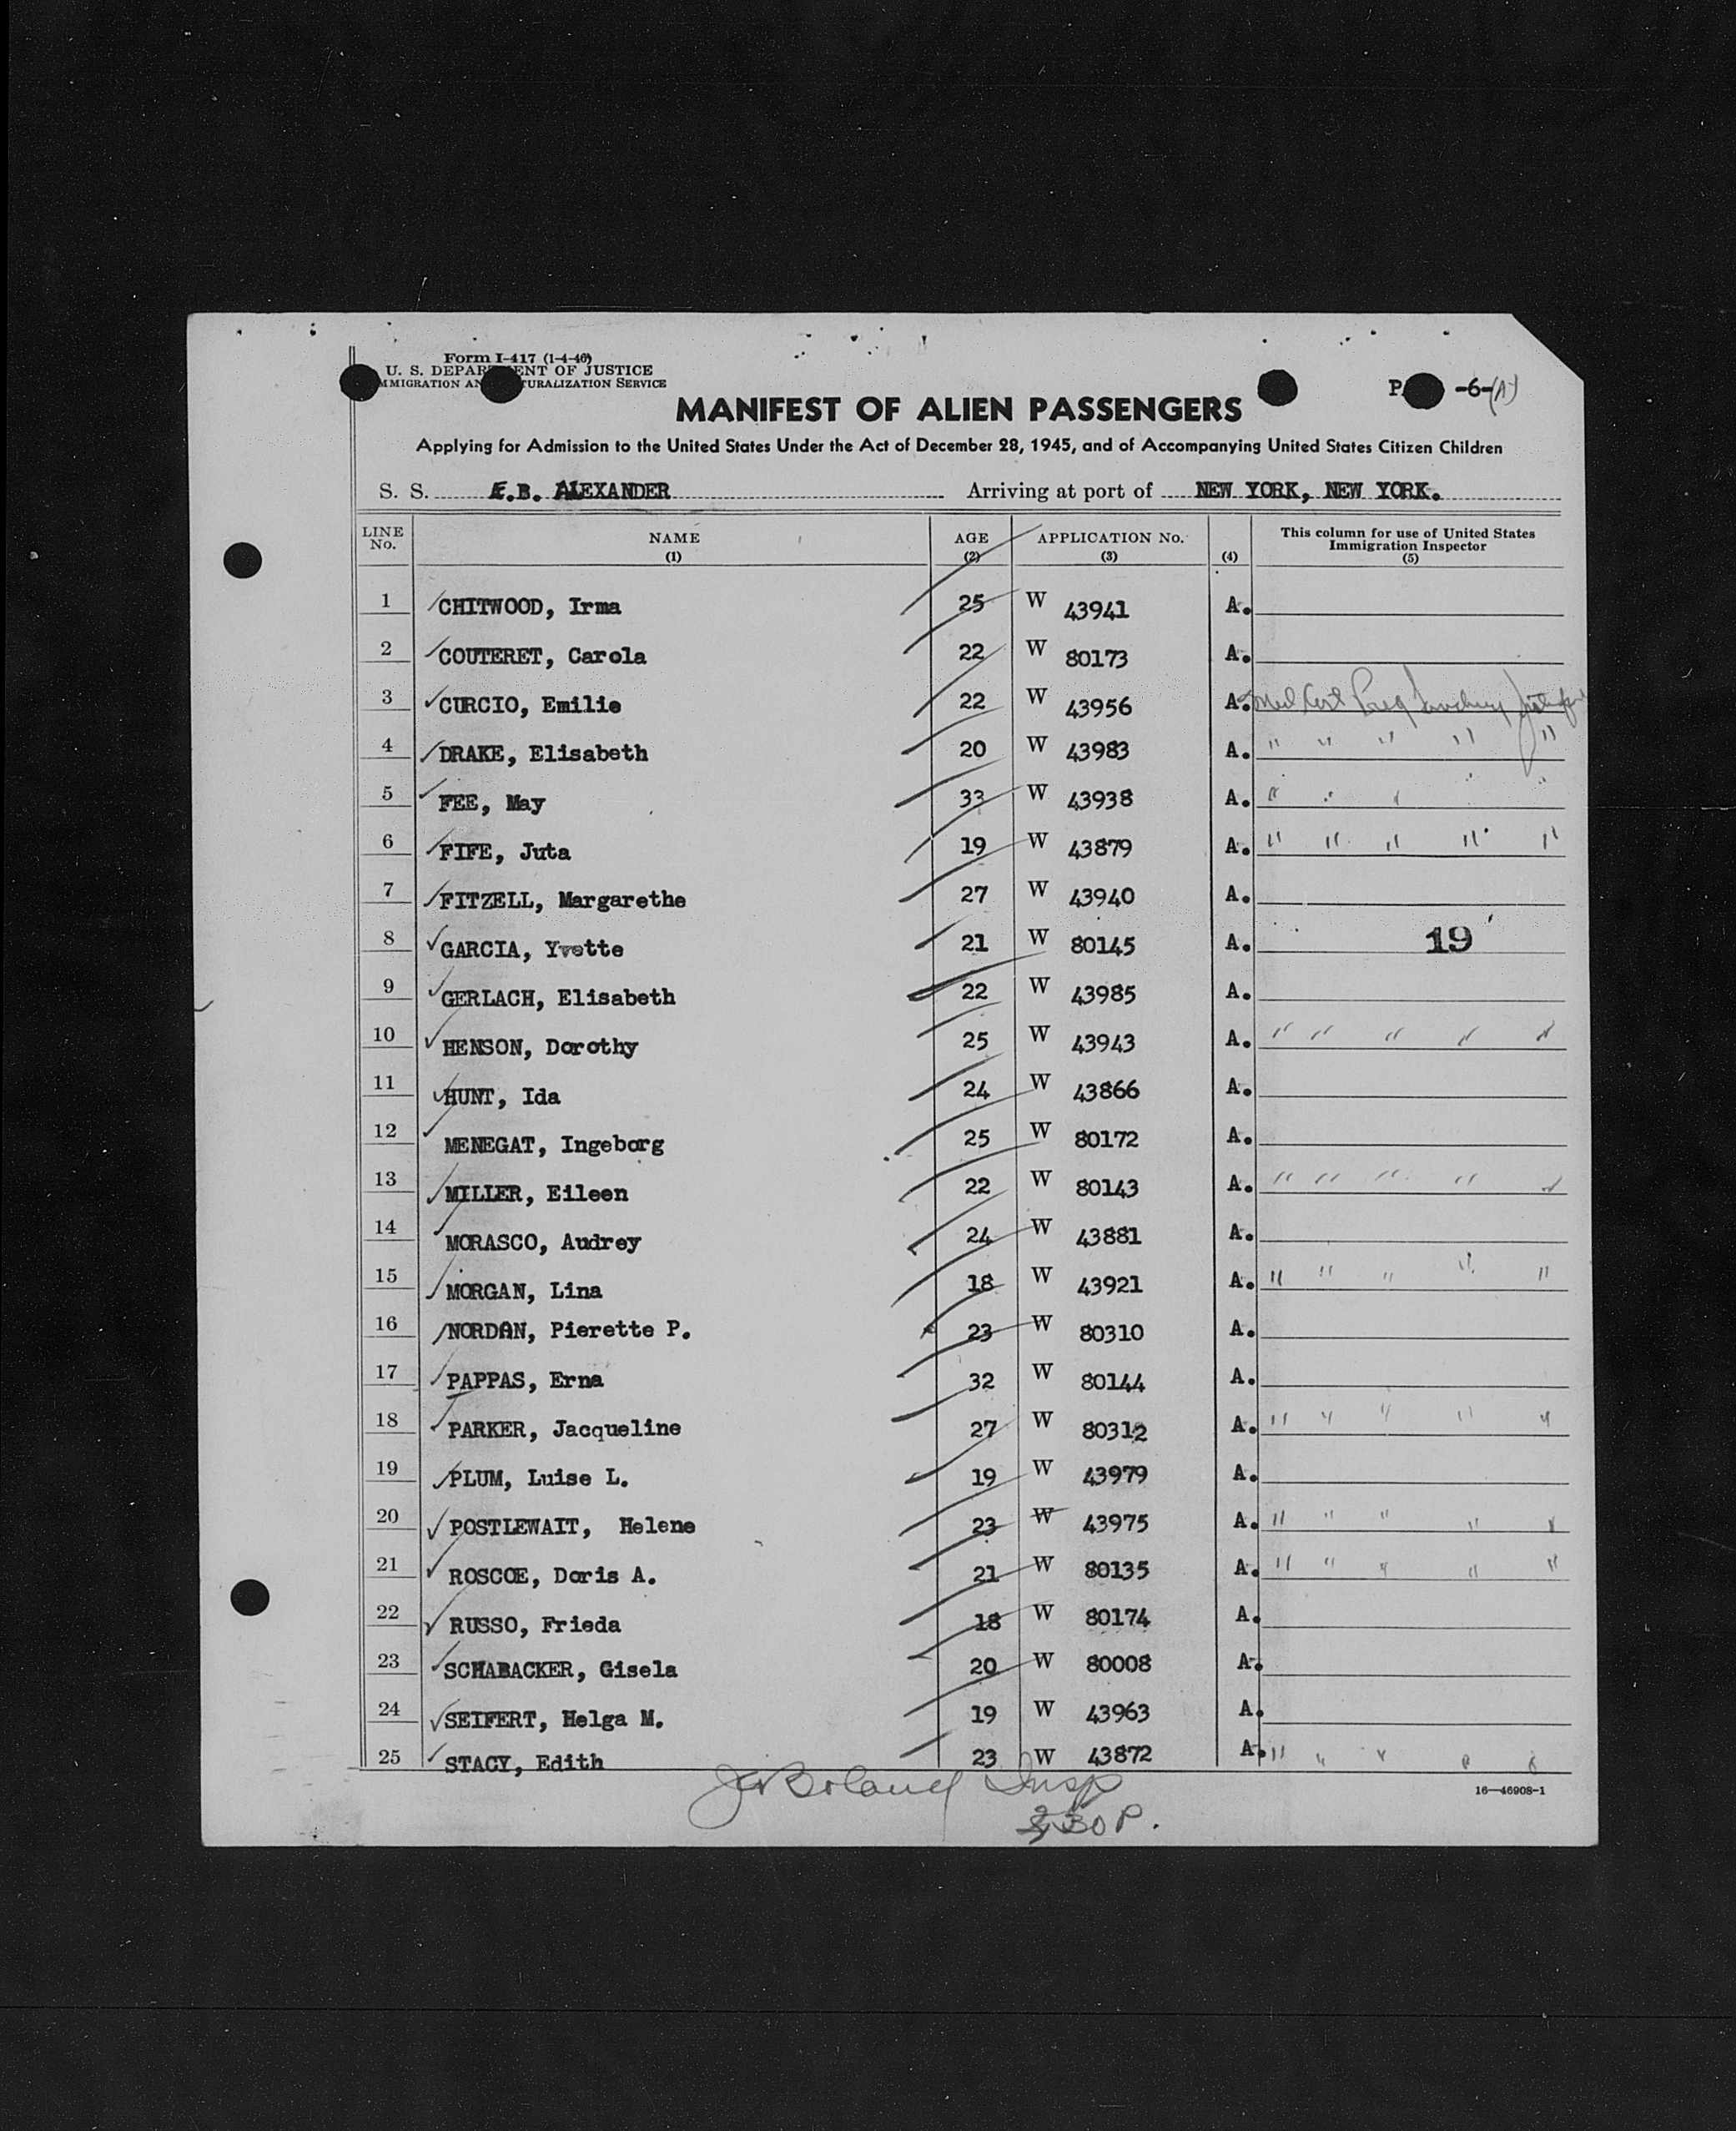 Form I-417 (1-4-46)
U. S. DEPAR ENT OF JUSTICE
MMIGRATION AN TURALIZATION SERVICE
P -6-(A)
MANIFEST OF ALIEN PASSENGERS
Applying for Admission to the United States Under the Act of December 28, 1945, and of Accompanying United States Citizen Children
S. S. E.B. ALEXANDER Arriving at port of NEW YORK, NEW YORK.
LINE No. NAME (1) AGE (2) APPLICATION No. (3) (4) This column for use of United States Immigration Inspector (5)
1 CHITWOOD, Irma 25 W 43941 A.
2 COUTERET, Carola 22 W 80173 A.
3 CURCIO, Emilie 22 W 43956 A. Med Cert Preg
4 DRAKE, Elisabeth 20 W 43983 A. " " " " "
5 FEE, May 33 W 43938 A. " " " " "
6 FIFE, Juta 19 W 43879 A. " " " " "
7 FITZELL, Margarethe 27 W 43940 A.
8 GARCIA, Yvette 21 W 80145 A. 19
9 GERLACH, Elisabeth 22 W 43985 A.
10 HENSON, Dorothy 25 W 43943 A. " " " " "
11 HUNT, Ida 24 W 43866 A.
12 MENEGAT, Ingeborg 25 W 80172 A.
13 MILLER, Eileen 22 W 80143 A. " " " " "
14 MORASCO, Audrey 24 W 43881 A.
15 MORGAN, Lina 18 W 43921 A. " " " " "
16 NORDAN, Pierette P. 23 W 80310 A.
17 PAPPAS, Erna 32 W 80144 A.
18 PARKER, Jacqueline 27 W 80312 A. " " " " "
19 PLUM, Luise L. 19 W 43979 A.
20 POSTLEWAIT, Helene 23 W 43975 A. " " " " "
21 ROSCOE, Doris A. 21 W 80135 A. " " " " "
22 RUSSO, Frieda 18 W 80174 A.
23 SCHABACKER, Gisela 20 W 80008 A.
24 SEIFERT, Helga M. 19 W 43963 A.
25 STACY, Edith 23 W 43872 A. " " " " "
Boland Insp
16—46908-1
30 P.